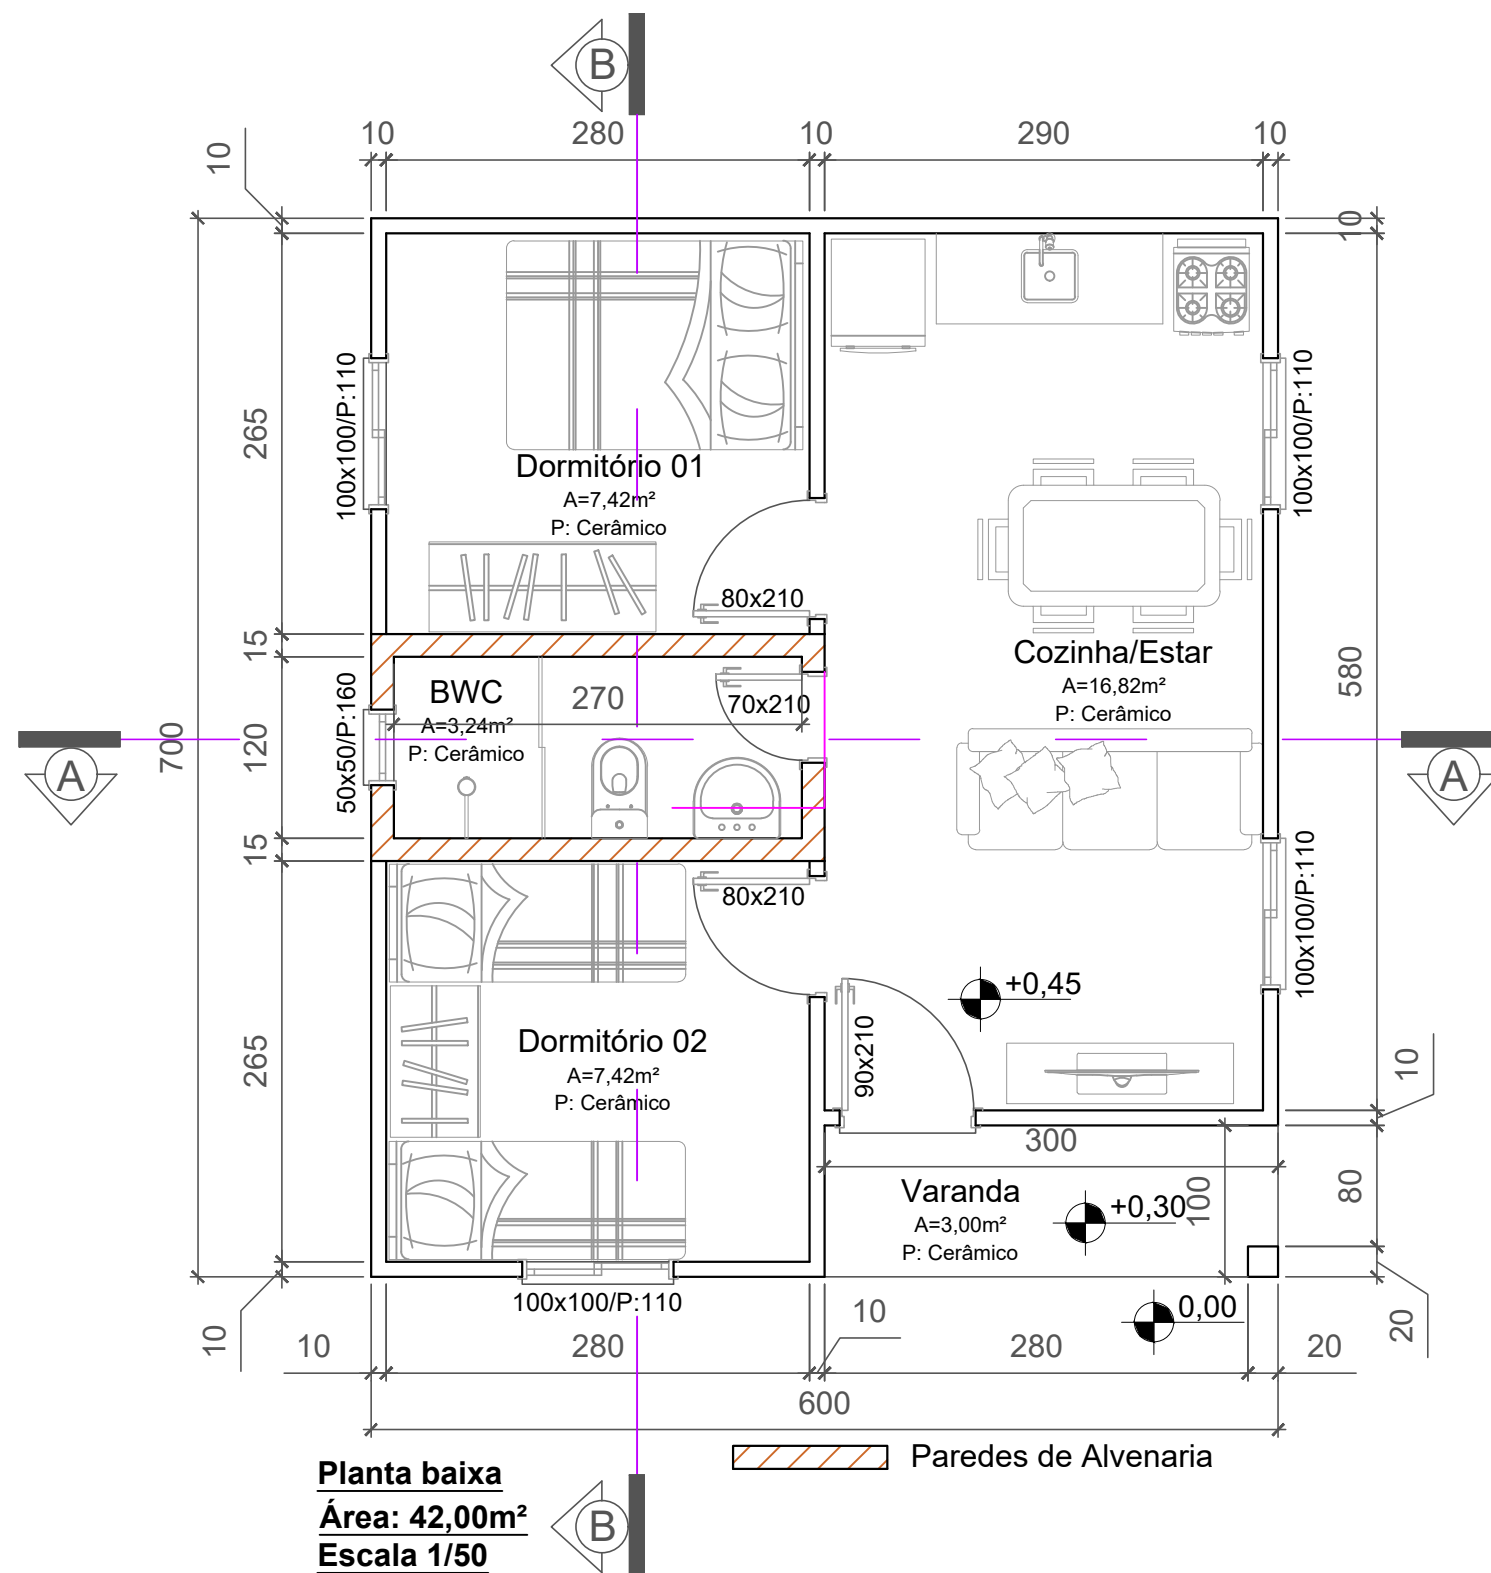 B
10
280
10
290
10
10
10
265
100x100/P:110
100x100/P:110
Dormitório 01
A=7,42m²
P: Cerâmico
80x210
15
Cozinha/Estar
A=16,82m²
P: Cerâmico
580
50x50/P:160
BWC
A=3,24m²
P: Cerâmico
270
70x210
700
120
A
A
15
80x210
100x100/P:110
+0,45
265
Dormitório 02
A=7,42m²
P: Cerâmico
90x210
10
300
Varanda
A=3,00m²
P: Cerâmico
+0,30
100
80
100x100/P:110
0,00
10
10
280
10
280
20
20
600
Paredes de Alvenaria
Planta baixa
Área: 42,00m²
Escala 1/50
B